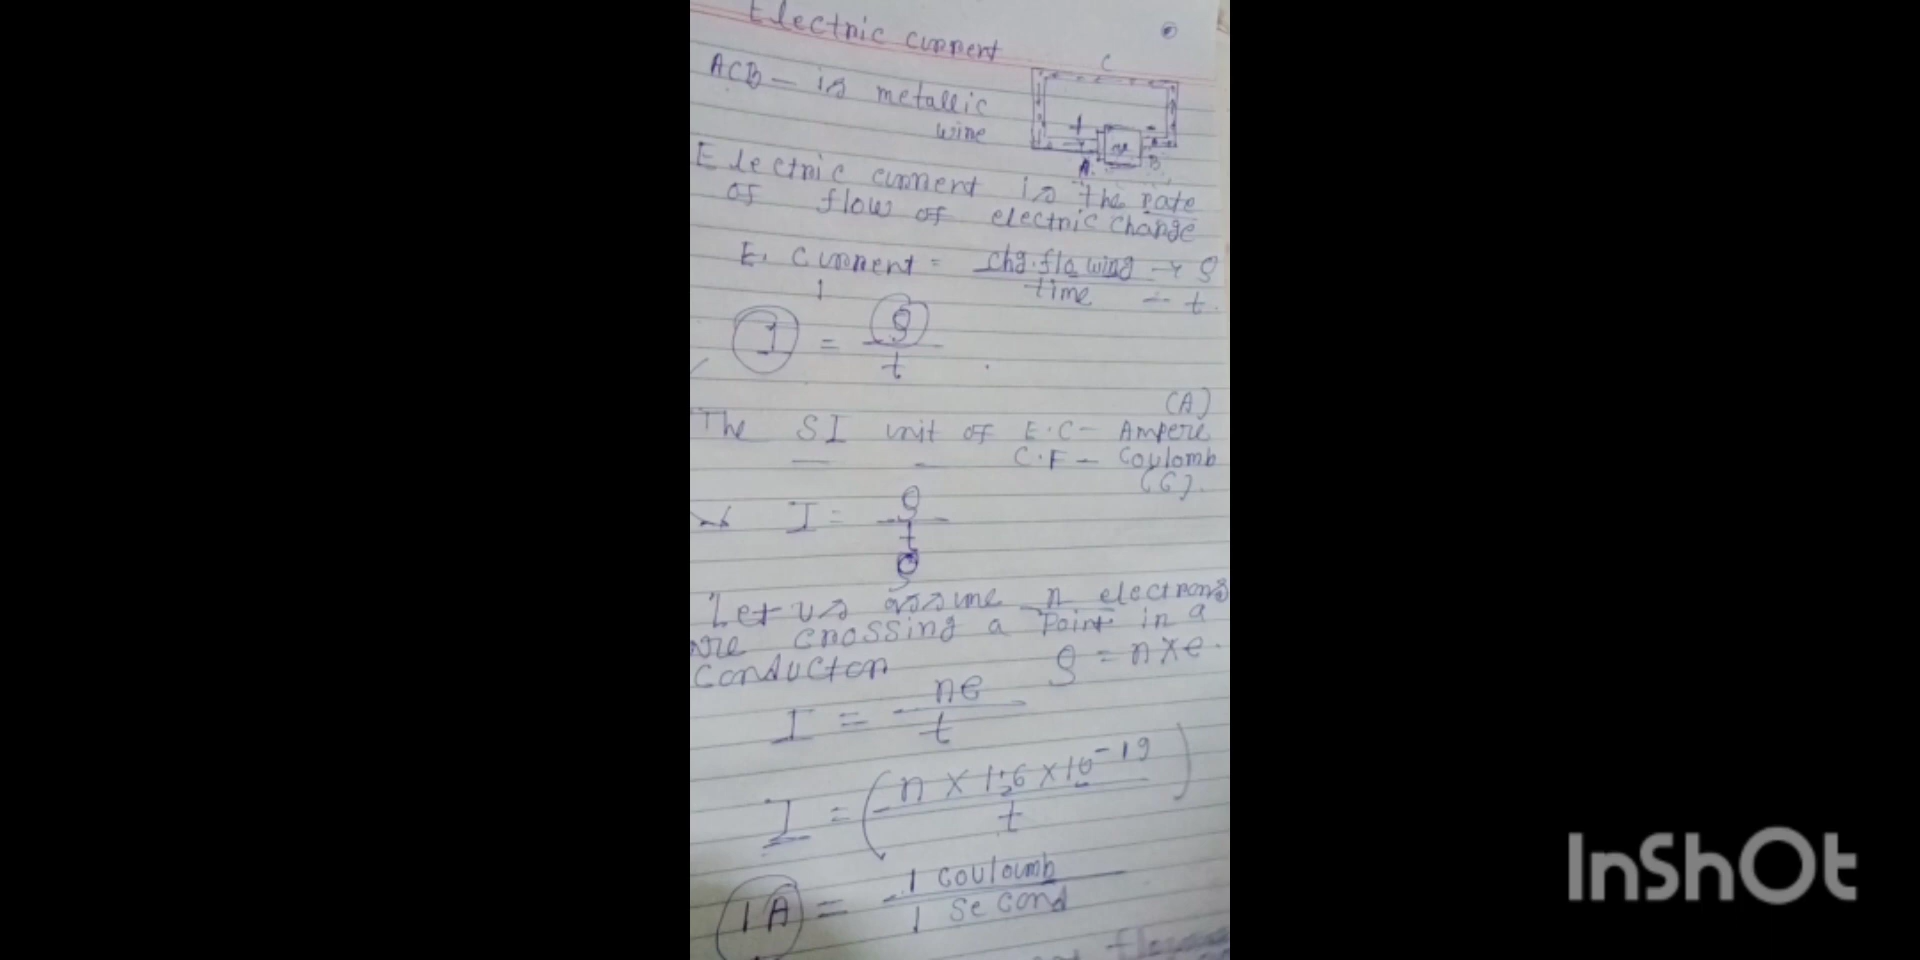 Electric current
C
ACB - is metallic
wire
+ -
A. B
Electric current is the rate
of flow of electric charge
E. Current = chg. flowing → Q
I time - t.
I = Q
t
(A)
The SI unit of E.C - Ampere
C.F - Coulomb
(C).
I = Q
t
Q
Let us assume n electrons
are crossing a point in a
conductor Q = n×e.
I = ne
t
I = (n × 1.6 × 10⁻¹⁹)
t
1A = 1 couloumb
1 second
InShOt